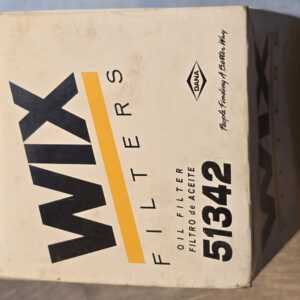 WIX
FILTERS
DANA
People Finding A Better Way
OIL FILTER
FILTRO de ACEITE
51342